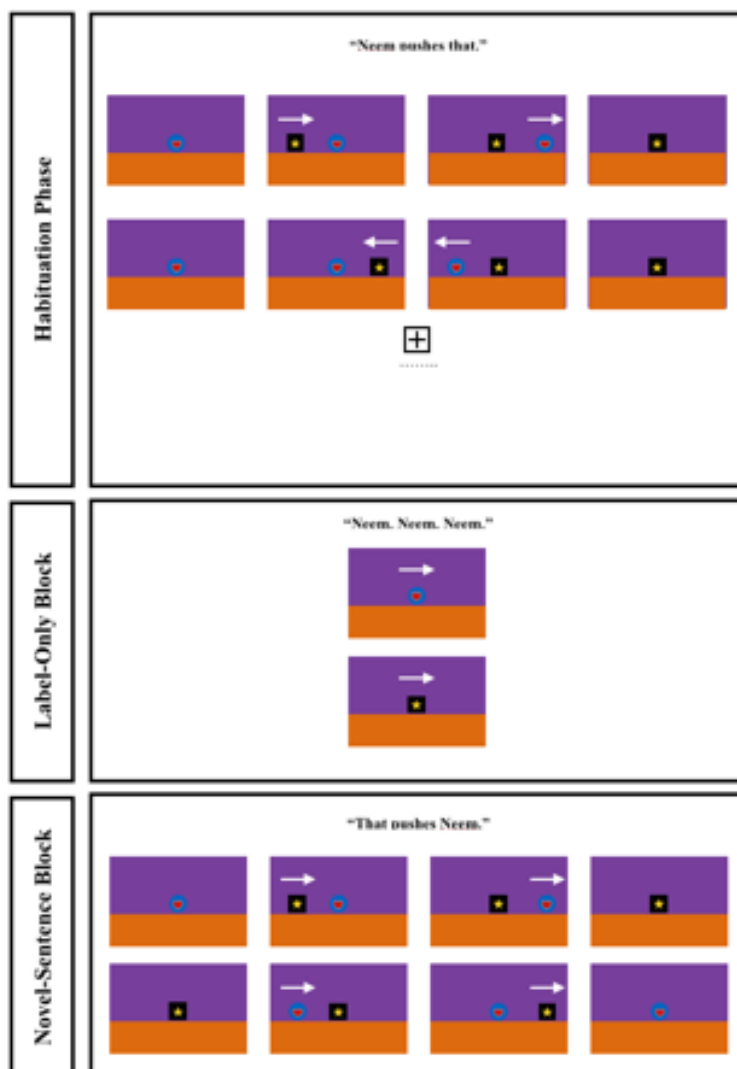 Habituation Phase
"Neem pushes that."
Label-Only Block
"Neem. Neem. Neem."
Novel-Sentence Block
"That pushes Neem."